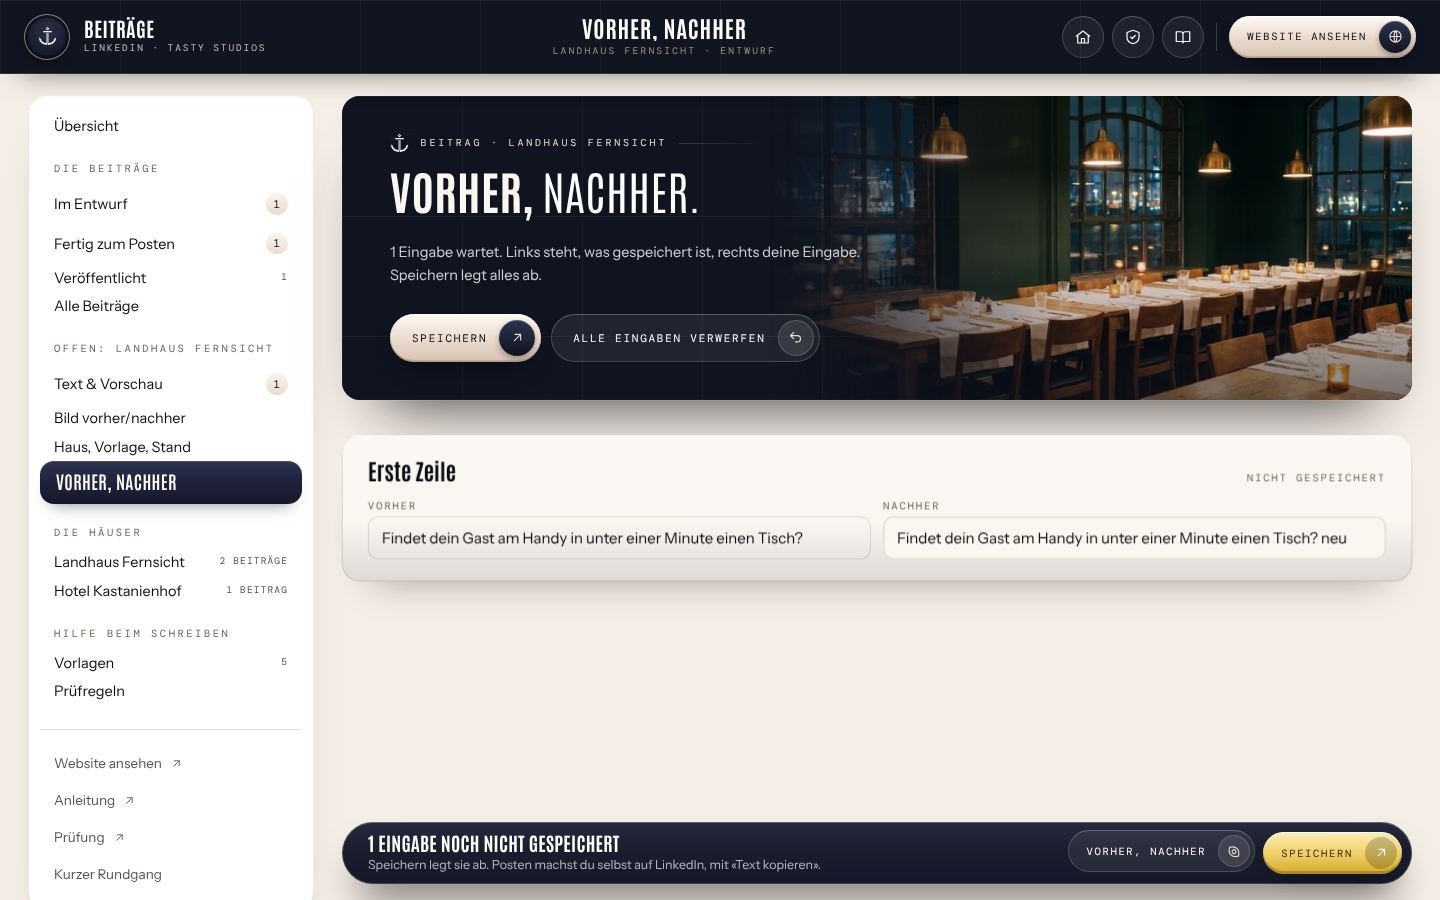 BEITRÄGE
LINKEDIN · TASTY STUDIOS
VORHER, NACHHER
LANDHAUS FERNSICHT · ENTWURF
WEBSITE ANSEHEN
Übersicht
DIE BEITRÄGE
Im Entwurf 1
Fertig zum Posten 1
Veröffentlicht 1
Alle Beiträge
OFFEN: LANDHAUS FERNSICHT
Text & Vorschau 1
Bild vorher/nachher
Haus, Vorlage, Stand
VORHER, NACHHER
DIE HÄUSER
Landhaus Fernsicht 2 BEITRÄGE
Hotel Kastanienhof 1 BEITRAG
HILFE BEIM SCHREIBEN
Vorlagen 5
Prüfregeln
Website ansehen
Anleitung
Prüfung
Kurzer Rundgang
BEITRAG · LANDHAUS FERNSICHT
VORHER, NACHHER.
1 Eingabe wartet. Links steht, was gespeichert ist, rechts deine Eingabe.
Speichern legt alles ab.
SPEICHERN
ALLE EINGABEN VERWERFEN
Erste Zeile
NICHT GESPEICHERT
VORHER
NACHHER
Findet dein Gast am Handy in unter einer Minute einen Tisch?
Findet dein Gast am Handy in unter einer Minute einen Tisch? neu
1 EINGABE NOCH NICHT GESPEICHERT
Speichern legt sie ab. Posten machst du selbst auf LinkedIn, mit «Text kopieren».
VORHER, NACHHER
SPEICHERN